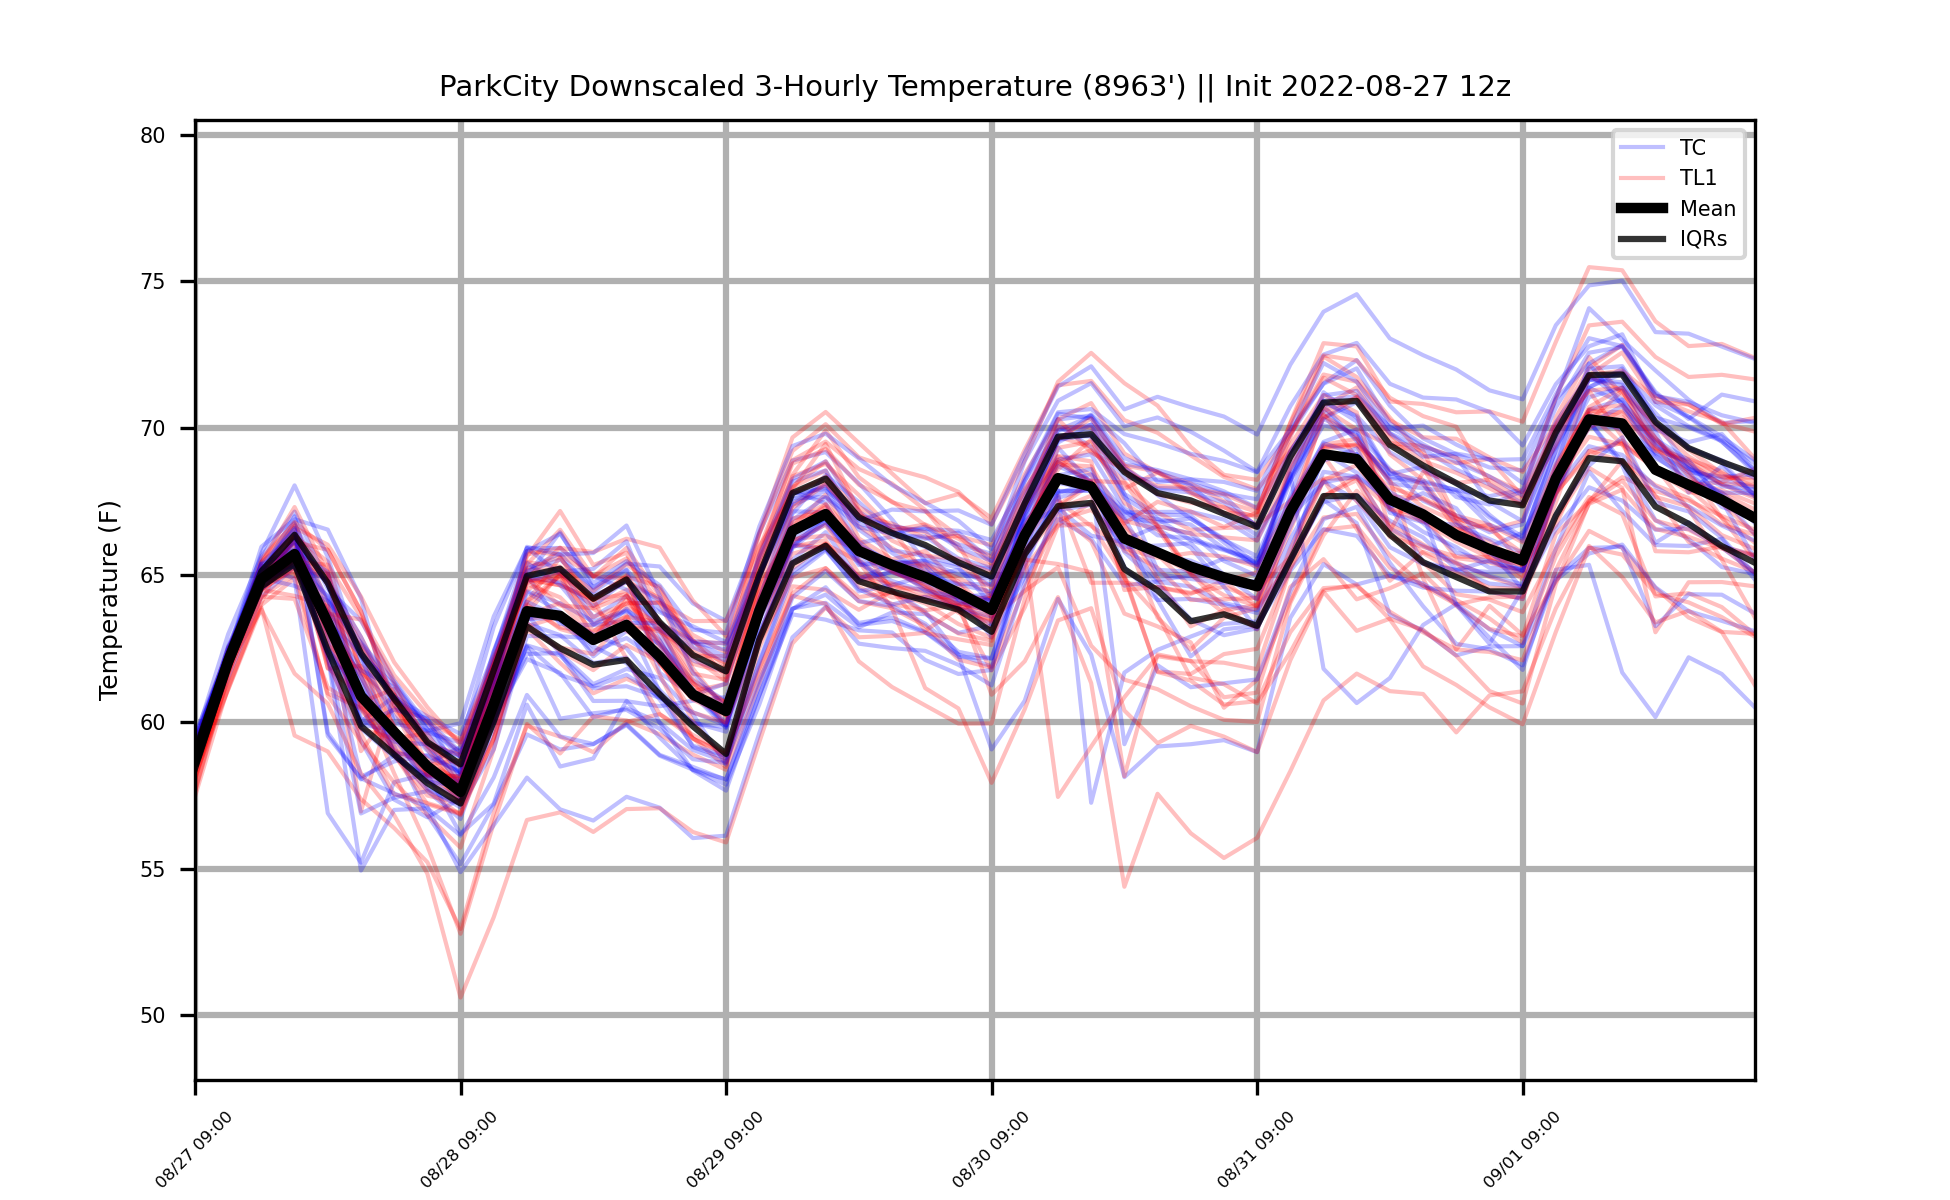 ParkCity Downscaled 3-Hourly Temperature (8963') || Init 2022-08-27 12z
TC
TL1
Mean
IQRs
Temperature (F)
80
75
70
65
60
55
50
08/27 09:00
08/28 09:00
08/29 09:00
08/30 09:00
08/31 09:00
09/01 09:00